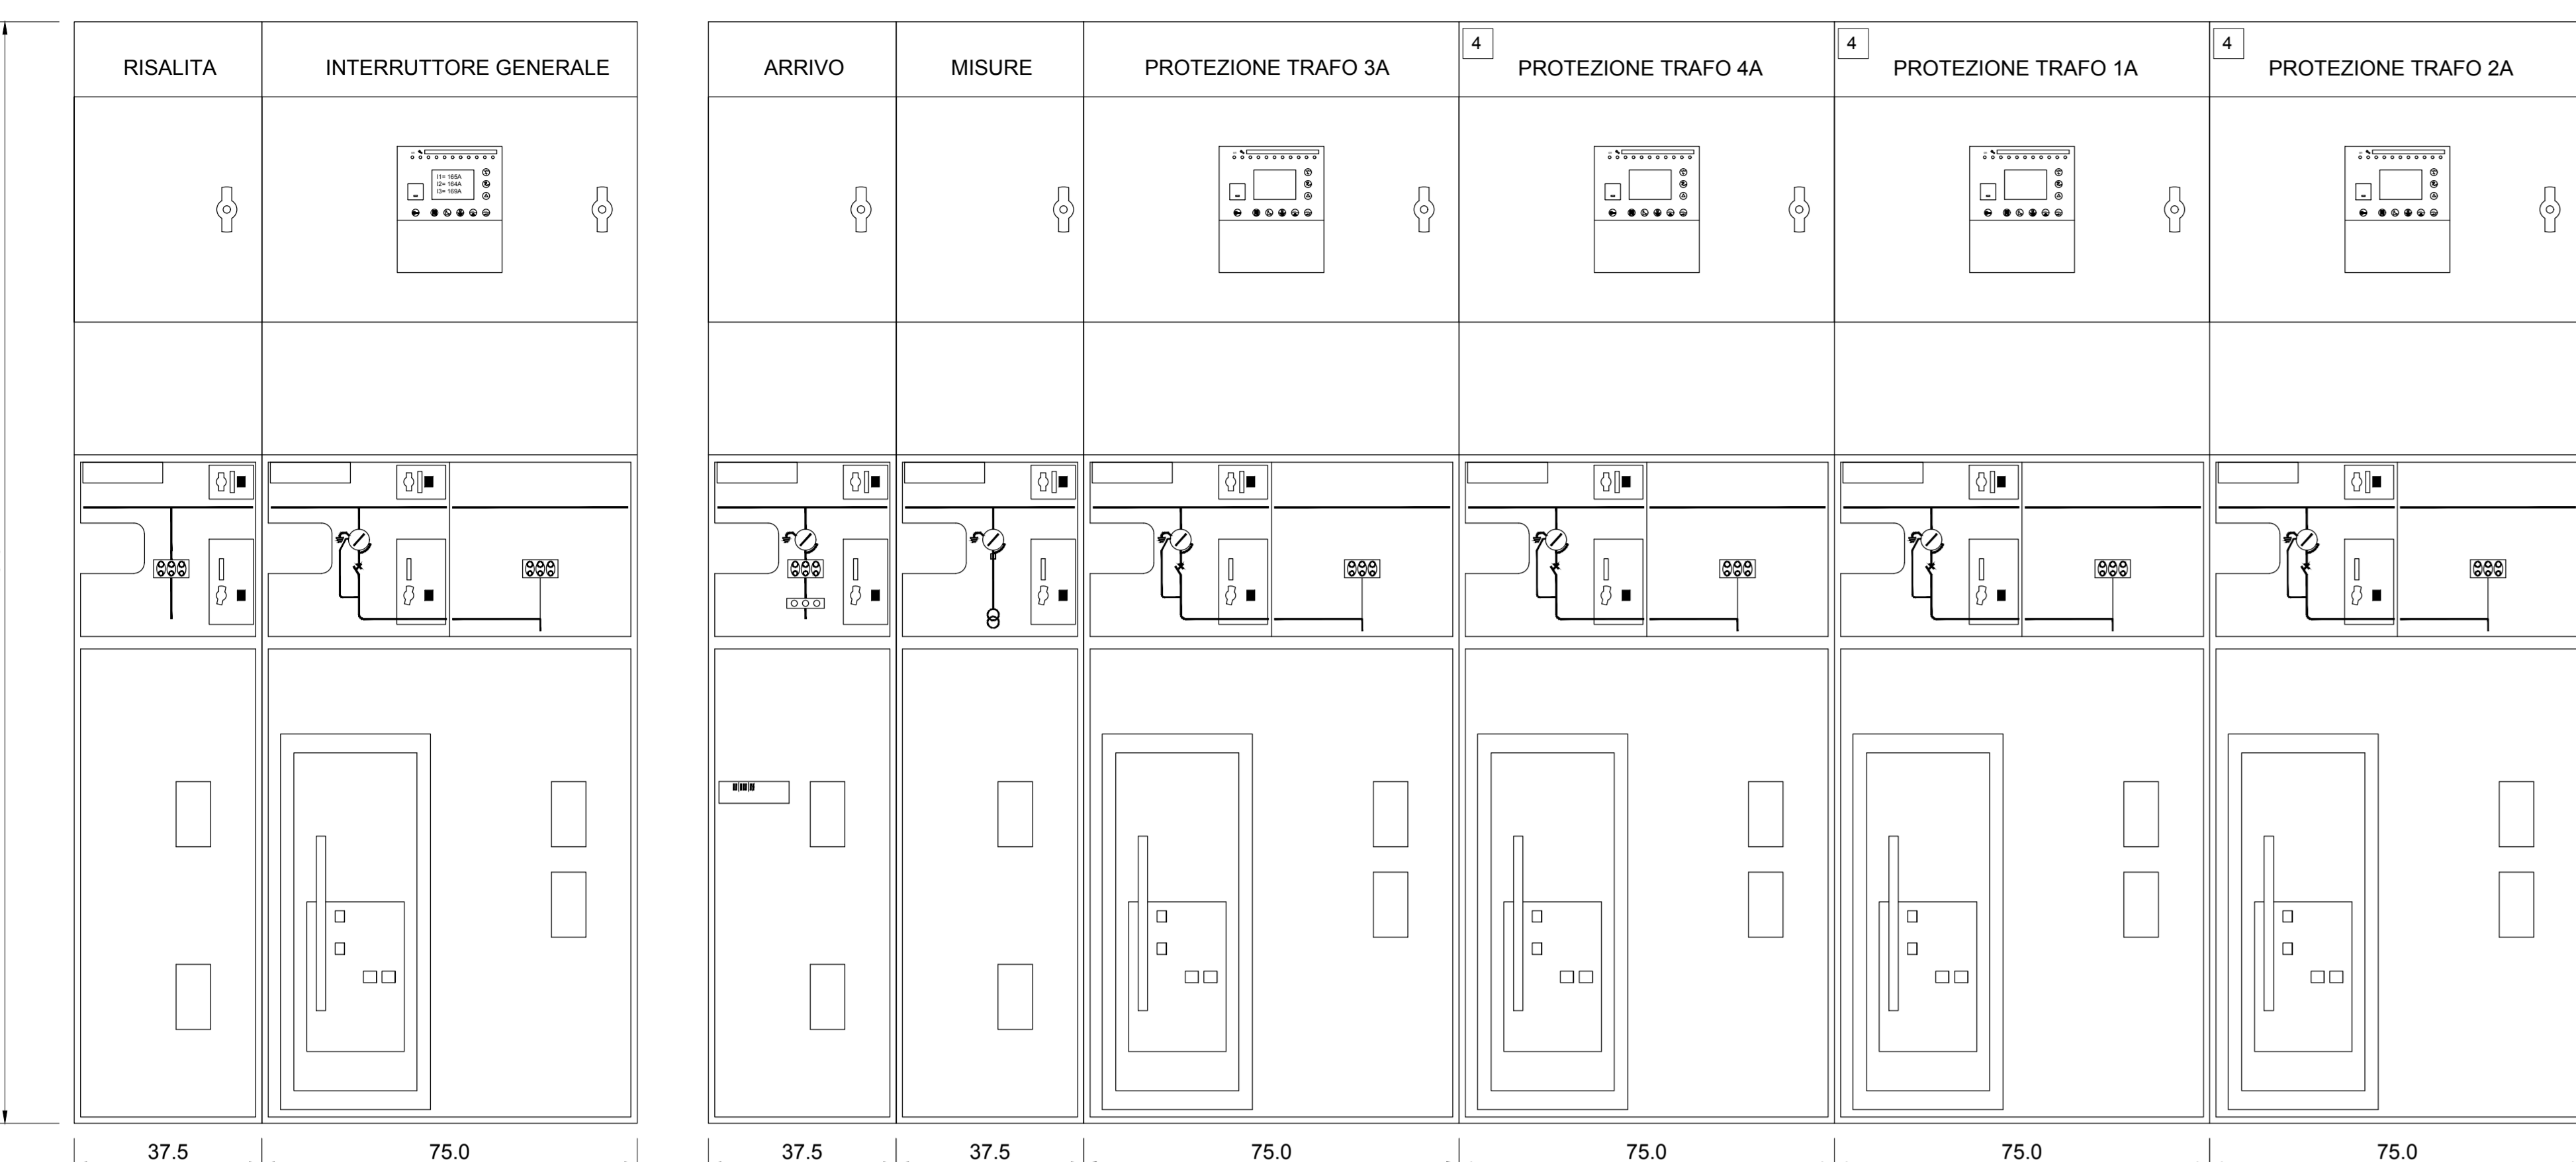 RISALITA
INTERRUTTORE GENERALE
ARRIVO
MISURE
PROTEZIONE TRAFO 3A
4
PROTEZIONE TRAFO 4A
4
PROTEZIONE TRAFO 1A
4
PROTEZIONE TRAFO 2A
I1= 165A
I2= 164A
I3= 169A
37.5
75.0
37.5
37.5
75.0
75.0
75.0
75.0